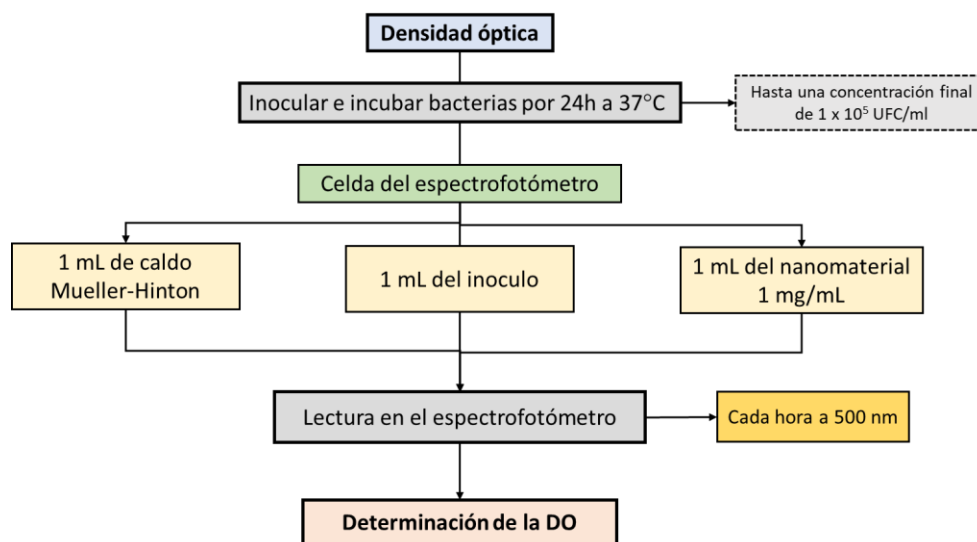 Densidad óptica
Inocular e incubar bacterias por 24h a 37°C
Hasta una concentración final
de 1 x 10⁵ UFC/ml
Celda del espectrofotómetro
1 mL de caldo
Mueller-Hinton
1 mL del inoculo
1 mL del nanomaterial
1 mg/mL
Lectura en el espectrofotómetro
Cada hora a 500 nm
Determinación de la DO